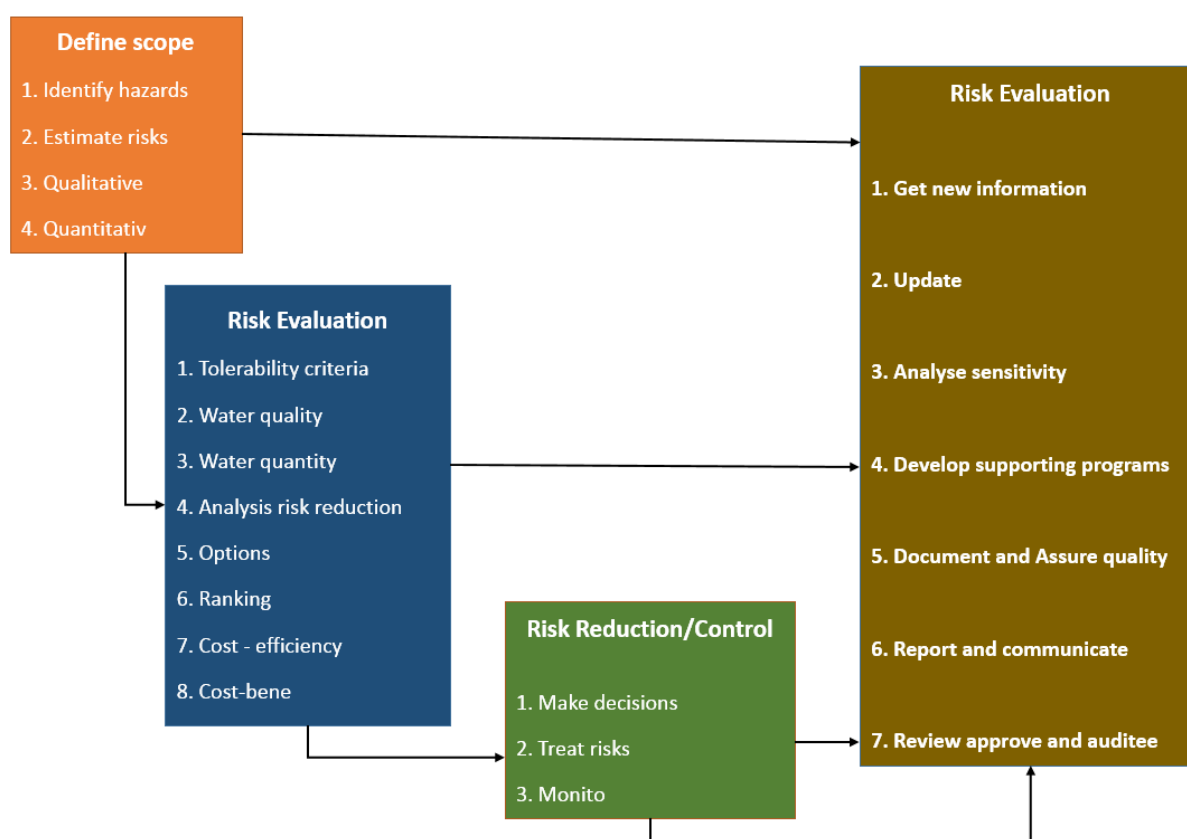 Define scope
1. Identify hazards
2. Estimate risks
3. Qualitative
4. Quantitativ
Risk Evaluation
1. Tolerability criteria
2. Water quality
3. Water quantity
4. Analysis risk reduction
5. Options
6. Ranking
7. Cost - efficiency
8. Cost-bene
Risk Reduction/Control
1. Make decisions
2. Treat risks
3. Monito
Risk Evaluation
1. Get new information
2. Update
3. Analyse sensitivity
4. Develop supporting programs
5. Document and Assure quality
6. Report and communicate
7. Review approve and auditee